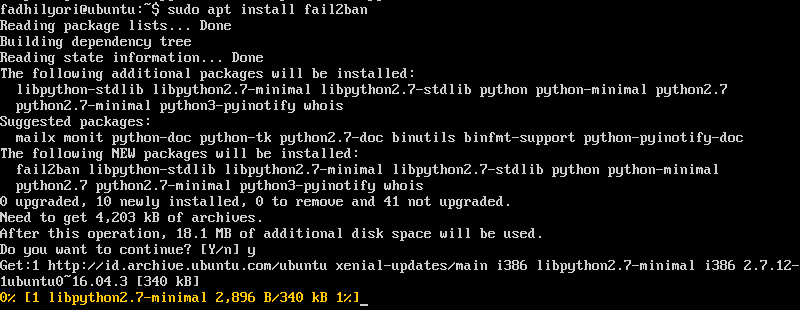 fadhilyori@ubuntu:~$ sudo apt install fail2ban
Reading package lists... Done
Building dependency tree
Reading state information... Done
The following additional packages will be installed:
  libpython-stdlib libpython2.7-minimal libpython2.7-stdlib python python-minimal python2.7
  python2.7-minimal python3-pyinotify whois
Suggested packages:
  mailx monit python-doc python-tk python2.7-doc binutils binfmt-support python-pyinotify-doc
The following NEW packages will be installed:
  fail2ban libpython-stdlib libpython2.7-minimal libpython2.7-stdlib python python-minimal
  python2.7 python2.7-minimal python3-pyinotify whois
0 upgraded, 10 newly installed, 0 to remove and 41 not upgraded.
Need to get 4,203 kB of archives.
After this operation, 18.1 MB of additional disk space will be used.
Do you want to continue? [Y/n] y
Get:1 http://id.archive.ubuntu.com/ubuntu xenial-updates/main i386 libpython2.7-minimal i386 2.7.12-
1ubuntu0~16.04.3 [340 kB]
0% [1 libpython2.7-minimal 2,896 B/340 kB 1%]_